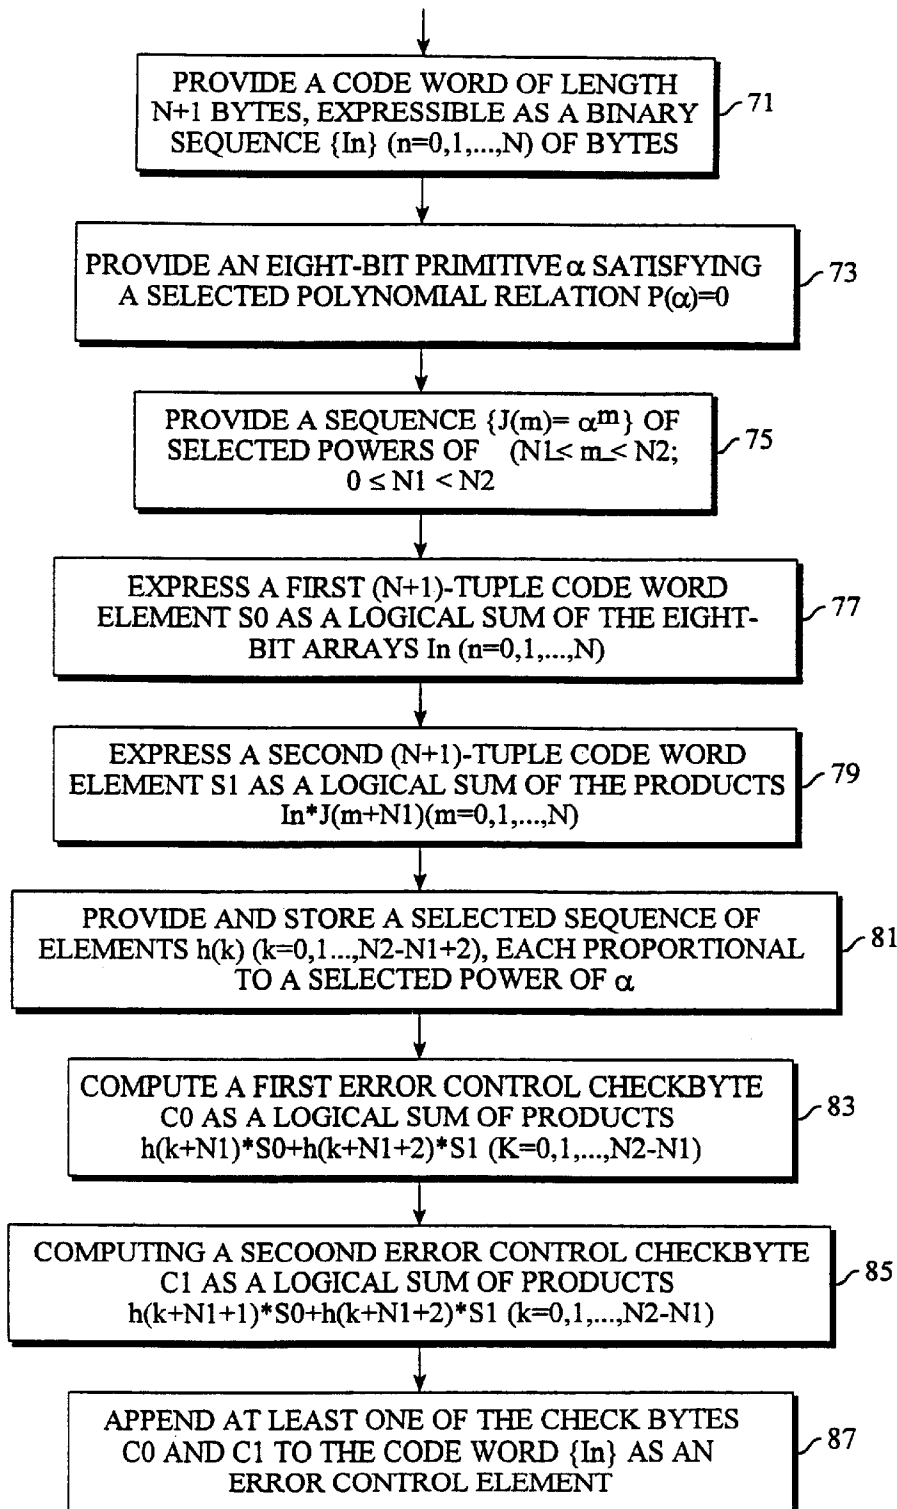 PROVIDE A CODE WORD OF LENGTH
N+1 BYTES, EXPRESSIBLE AS A BINARY
SEQUENCE {In} (n=0,1,...,N) OF BYTES
71
PROVIDE AN EIGHT-BIT PRIMITIVE α SATISFYING
A SELECTED POLYNOMIAL RELATION P(α)=0
73
PROVIDE A SEQUENCE {J(m)= α^m} OF
SELECTED POWERS OF (N1≤ m ≤ N2;
0 ≤ N1 < N2
75
EXPRESS A FIRST (N+1)-TUPLE CODE WORD
ELEMENT S0 AS A LOGICAL SUM OF THE EIGHT-
BIT ARRAYS In (n=0,1,...,N)
77
EXPRESS A SECOND (N+1)-TUPLE CODE WORD
ELEMENT S1 AS A LOGICAL SUM OF THE PRODUCTS
In*J(m+N1)(m=0,1,...,N)
79
PROVIDE AND STORE A SELECTED SEQUENCE OF
ELEMENTS h(k) (k=0,1...,N2-N1+2), EACH PROPORTIONAL
TO A SELECTED POWER OF α
81
COMPUTE A FIRST ERROR CONTROL CHECKBYTE
C0 AS A LOGICAL SUM OF PRODUCTS
h(k+N1)*S0+h(k+N1+2)*S1 (K=0,1,...,N2-N1)
83
COMPUTING A SECOOND ERROR CONTROL CHECKBYTE
C1 AS A LOGICAL SUM OF PRODUCTS
h(k+N1+1)*S0+h(k+N1+2)*S1 (k=0,1,...,N2-N1)
85
APPEND AT LEAST ONE OF THE CHECK BYTES
C0 AND C1 TO THE CODE WORD {In} AS AN
ERROR CONTROL ELEMENT
87